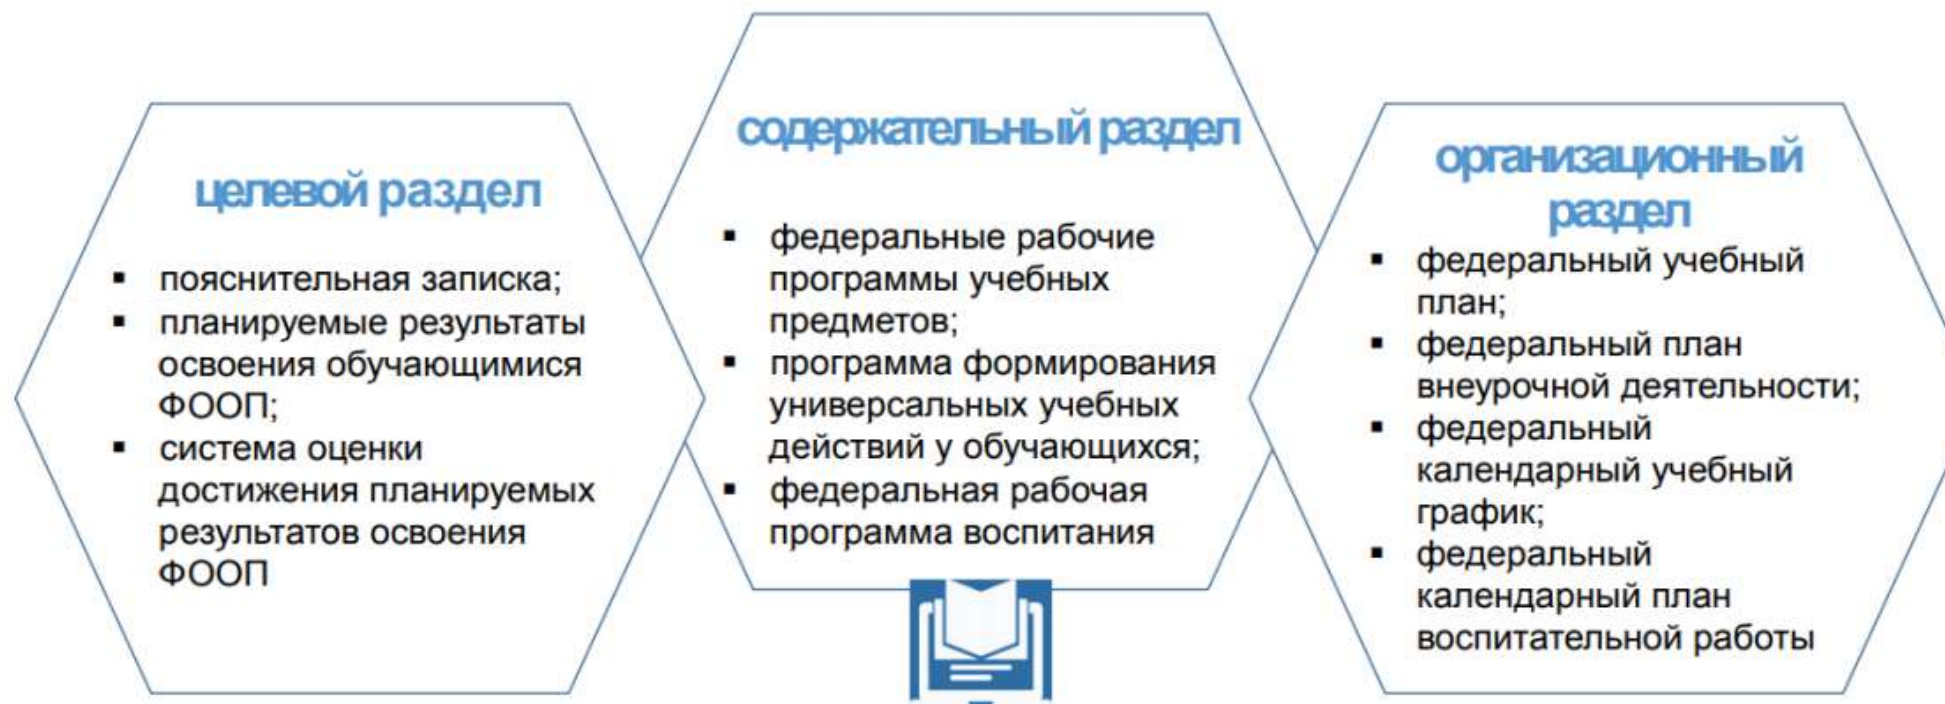 целевой раздел
▪ пояснительная записка;
▪ планируемые результаты
освоения обучающимися
ФООП;
▪ система оценки
достижения планируемых
результатов освоения
ФООП
содержательный раздел
▪ федеральные рабочие
программы учебных
предметов;
▪ программа формирования
универсальных учебных
действий у обучающихся;
▪ федеральная рабочая
программа воспитания
организационный
раздел
▪ федеральный учебный
план;
▪ федеральный план
внеурочной деятельности;
▪ федеральный
календарный учебный
график;
▪ федеральный
календарный план
воспитательной работы